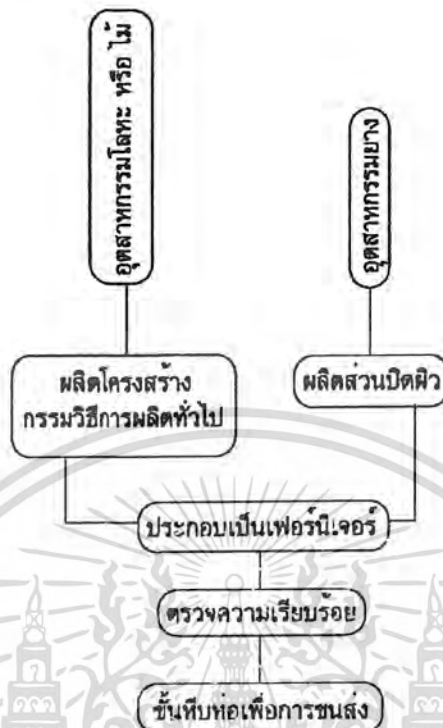 อุตสาหกรรมโลหะ หรือ ไม้
อุตสาหกรรมยาง
ผลิตโครงสร้าง
กรรมวิธีการผลิตทั่วไป
ผลิตส่วนปิดผิว
ประกอบเป็นเฟอร์นิเจอร์
ตรวจความเรียบร้อย
ขั้นหีบห่อเพื่อการขนส่ง